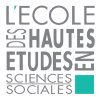 L'ECOLE
DES HAUTES
ETUDES EN
SCIENCES
SOCIALES